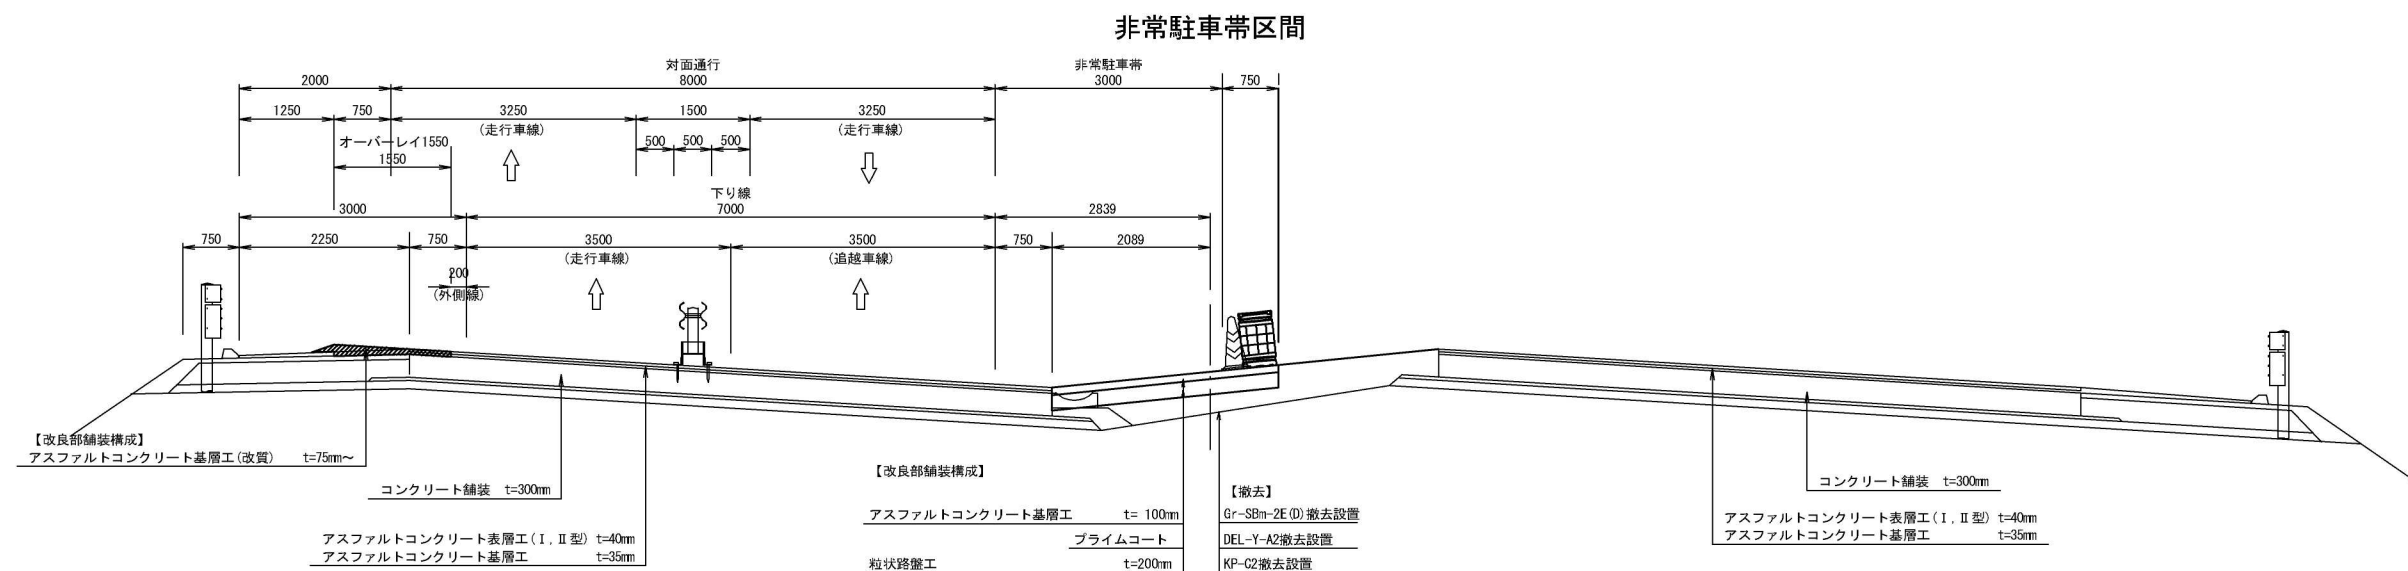 非常駐車帯区間
対面通行 非常駐車帯
2000 8000 3000 750
1250 750 3250 1500 3250
(走行車線) (走行車線)
オーバーレイ1550 500 500 500
1550
下り線
3000 7000 2839
750 2250 750 3500 3500 750 2089
(走行車線) (追越車線)
200
(外側線)
【改良部舗装構成】
アスファルトコンクリート基層工(改質) t=75mm～
コンクリート舗装 t=300mm
アスファルトコンクリート表層工(Ⅰ,Ⅱ型) t=40mm
アスファルトコンクリート基層工 t=35mm
【改良部舗装構成】
アスファルトコンクリート基層工 t= 100mm
プライムコート
粒状路盤工 t=200mm
【撤去】
Gr-SBm-2E(D)撤去設置
DEL-Y-A2撤去設置
KP-C2撤去設置
コンクリート舗装 t=300mm
アスファルトコンクリート表層工(Ⅰ,Ⅱ型) t=40mm
アスファルトコンクリート基層工 t=35mm